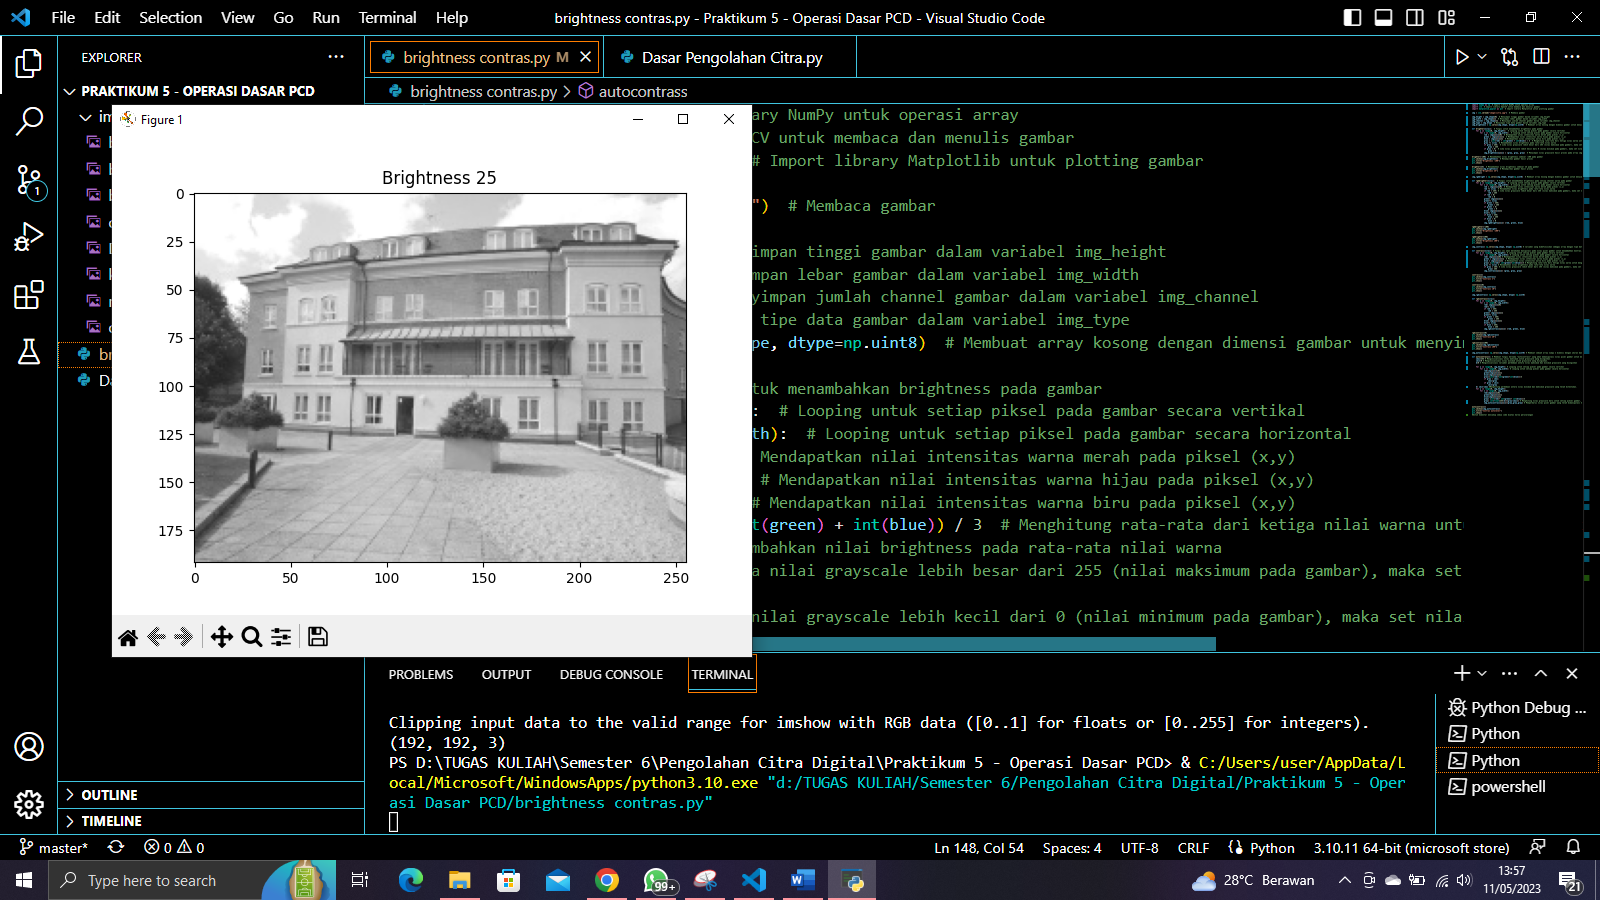 File Edit Selection View Go Run Terminal Help
brightness contras.py - Praktikum 5 - Operasi Dasar PCD - Visual Studio Code
EXPLORER
brightness contras.py M
Dasar Pengolahan Citra.py
PRAKTIKUM 5 - OPERASI DASAR PCD
brightness contras.py > autocontrass
Figure 1
Brightness 25
0
25
50
75
100
125
150
175
0 50 100 150 200 250
ary NumPy untuk operasi array
CV untuk membaca dan menulis gambar
# Import library Matplotlib untuk plotting gambar
")  # Membaca gambar
impan tinggi gambar dalam variabel img_height
mpan lebar gambar dalam variabel img_width
yimpan jumlah channel gambar dalam variabel img_channel
tipe data gambar dalam variabel img_type
pe, dtype=np.uint8)  # Membuat array kosong dengan dimensi gambar untuk menyi
tuk menambahkan brightness pada gambar
:  # Looping untuk setiap piksel pada gambar secara vertikal
th):  # Looping untuk setiap piksel pada gambar secara horizontal
Mendapatkan nilai intensitas warna merah pada piksel (x,y)
# Mendapatkan nilai intensitas warna hijau pada piksel (x,y)
# Mendapatkan nilai intensitas warna biru pada piksel (x,y)
t(green) + int(blue)) / 3  # Menghitung rata-rata dari ketiga nilai warna unt
mbahkan nilai brightness pada rata-rata nilai warna
a nilai grayscale lebih besar dari 255 (nilai maksimum pada gambar), maka set
nilai grayscale lebih kecil dari 0 (nilai minimum pada gambar), maka set nila
PROBLEMS OUTPUT DEBUG CONSOLE TERMINAL
Clipping input data to the valid range for imshow with RGB data ([0..1] for floats or [0..255] for integers).
(192, 192, 3)
PS D:\TUGAS KULIAH\Semester 6\Pengolahan Citra Digital\Praktikum 5 - Operasi Dasar PCD> & C:/Users/user/AppData/L
ocal/Microsoft/WindowsApps/python3.10.exe "d:/TUGAS KULIAH/Semester 6/Pengolahan Citra Digital/Praktikum 5 - Oper
asi Dasar PCD/brightness contras.py"
Python Debug ...
Python
Python
powershell
OUTLINE
TIMELINE
master* 0 0
Ln 148, Col 54 Spaces: 4 UTF-8 CRLF Python 3.10.11 64-bit (microsoft store)
Type here to search
99+
28°C Berawan
13:57
11/05/2023
21